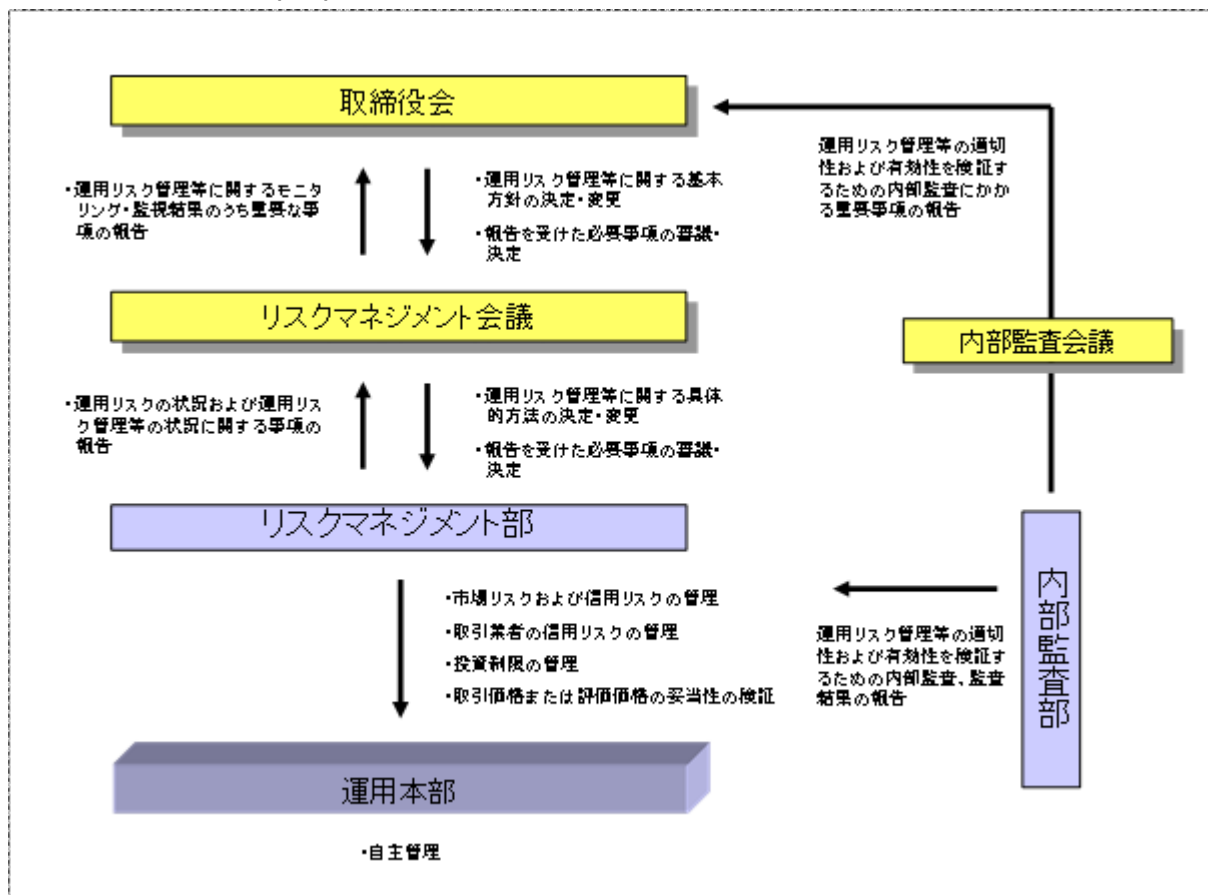 取締役会
・運用リスク管理等に関するモニ
タリング・監視結果のうち重要な事
項の報告
・運用リスク管理等に関する基本
方針の決定・変更
・報告を受けた必要事項の審議・
決定
運用リスク管理等の適切
性および有効性を検証す
るための内部監査にかか
る重要事項の報告
リスクマネジメント会議
内部監査会議
・運用リスクの状況および運用リス
ク管理等の状況に関する事項の
報告
・運用リスク管理等に関する具体
的方法の決定・変更
・報告を受けた必要事項の審議・
決定
リスクマネジメント部
内部監査部
・市場リスクおよび信用リスクの管理
・取引業者の信用リスクの管理
・投資制限の管理
・取引価格または評価価格の妥当性の検証
運用リスク管理等の適切
性および有効性を検証す
るための内部監査、監査
結果の報告
運用本部
・自主管理